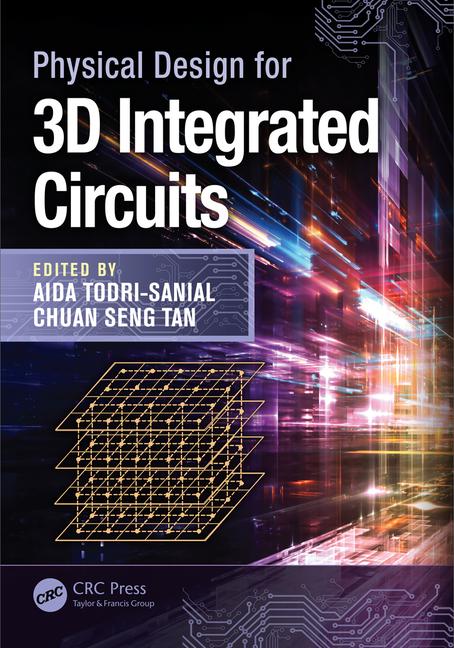 Physical Design for
3D Integrated
Circuits
EDITED BY
AIDA TODRI-SANIAL
CHUAN SENG TAN
CRC
CRC Press
Taylor & Francis Group